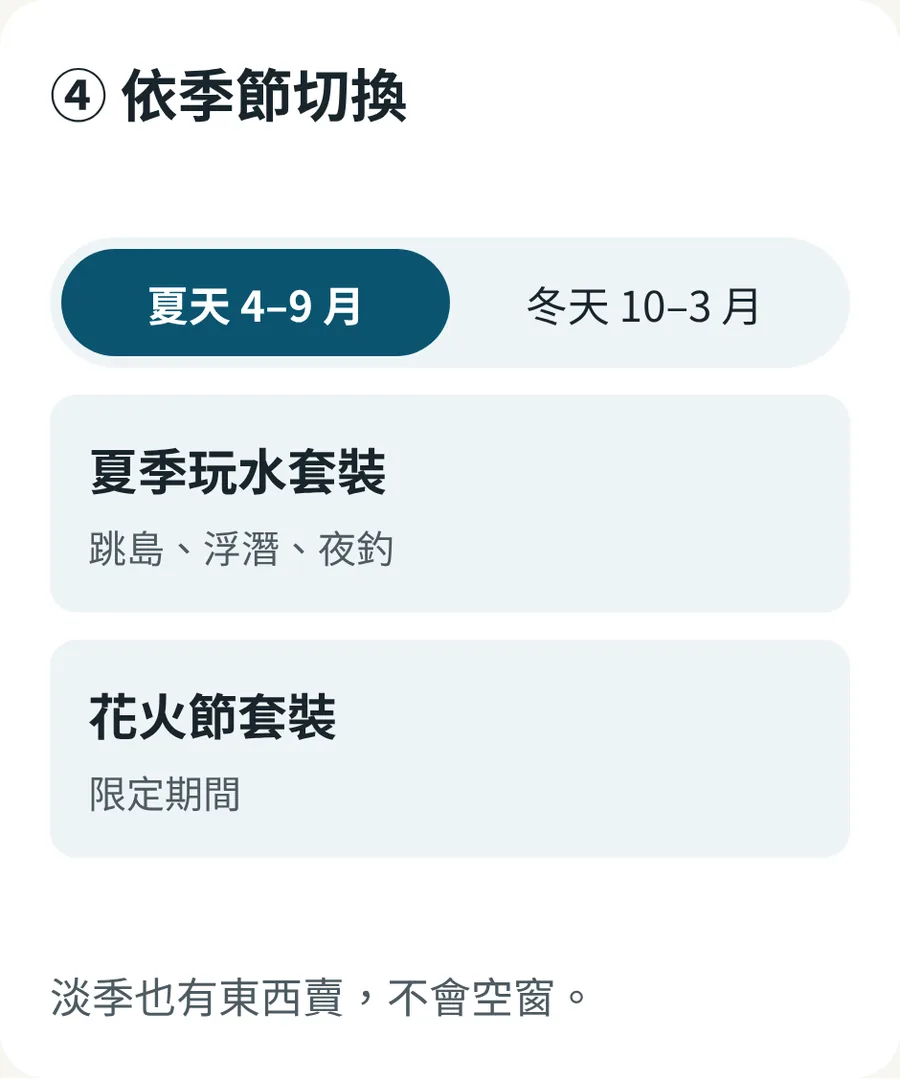 ④ 依季節切換
夏天 4–9 月
冬天 10–3 月
夏季玩水套裝
跳島、浮潛、夜釣
花火節套裝
限定期間
淡季也有東西賣，不會空窗。